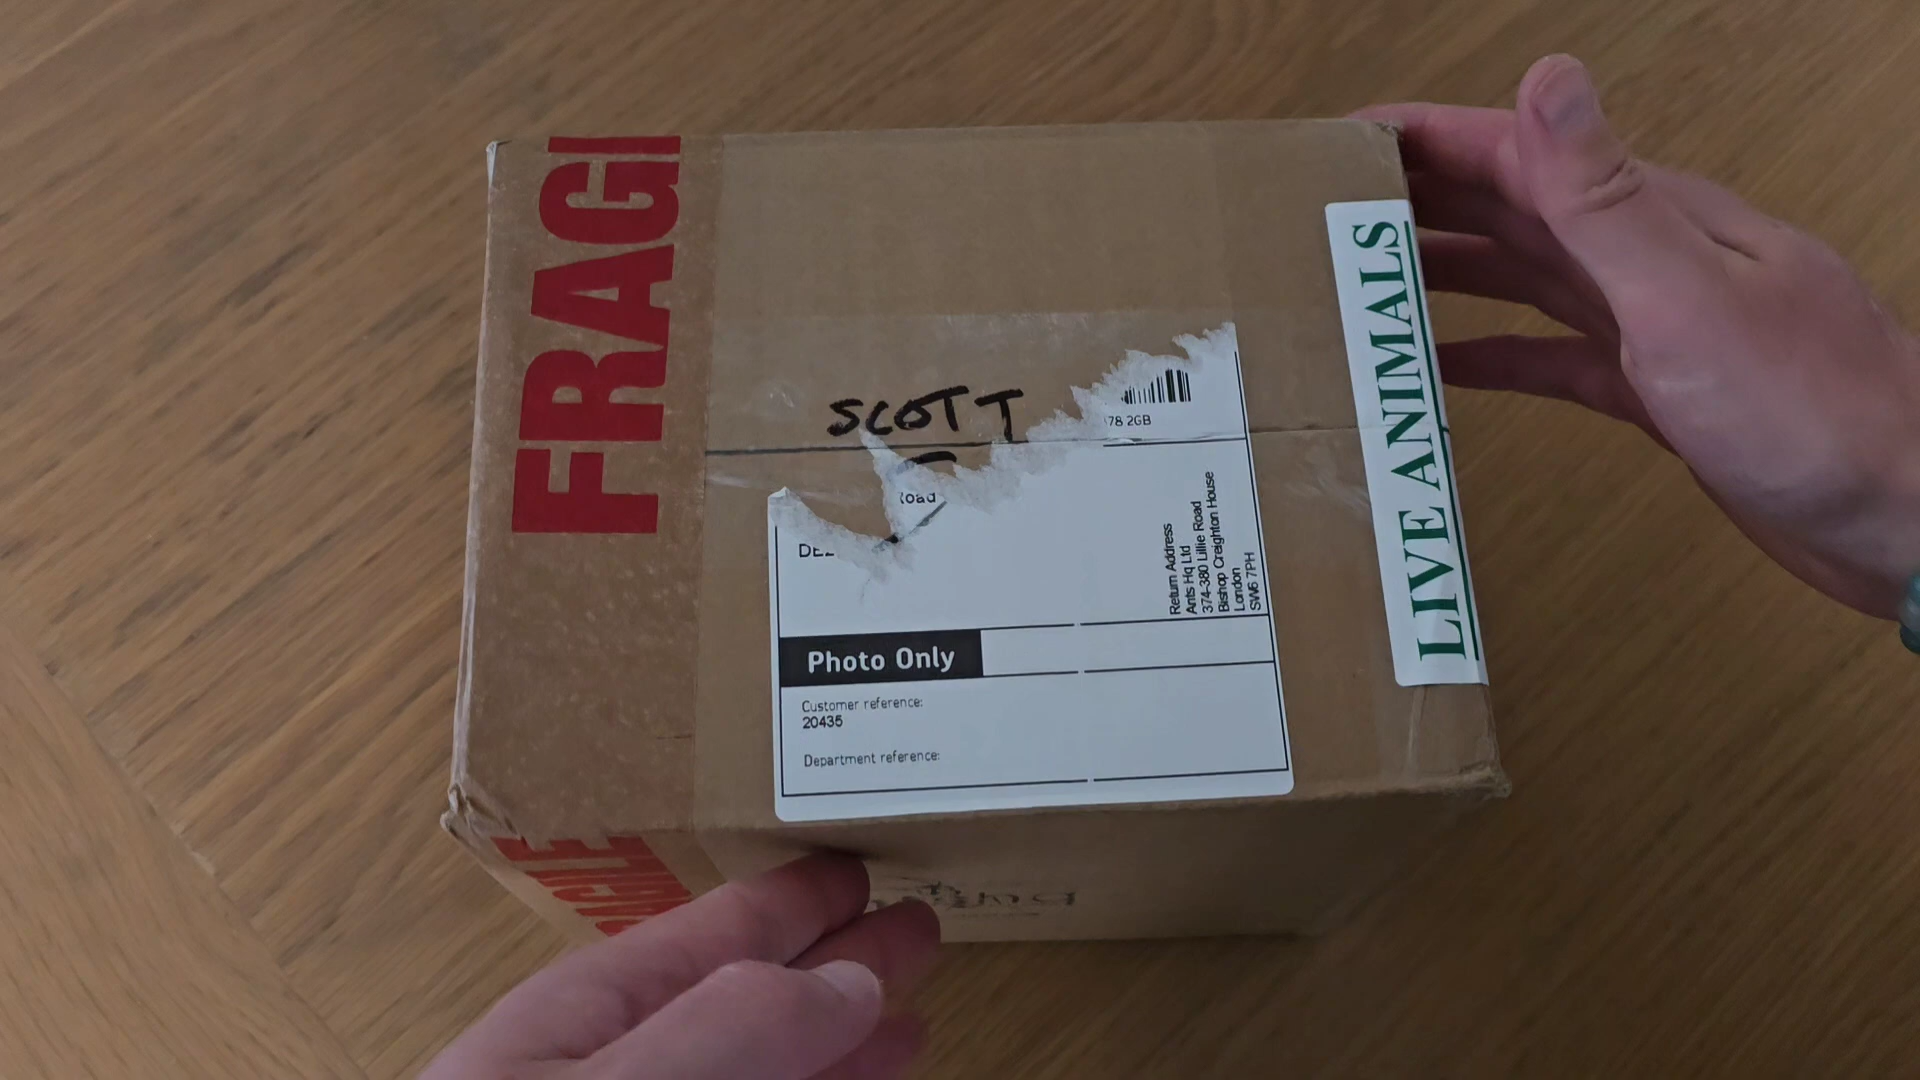 FRAGI
SCOTT
78 2GB
Road
Return Address
Ants Hq Ltd
374-380 Lillie Road
Bishop Creighton House
London
SW6 7PH
Photo Only
Customer reference:
20435
Department reference:
LIVE ANIMALS